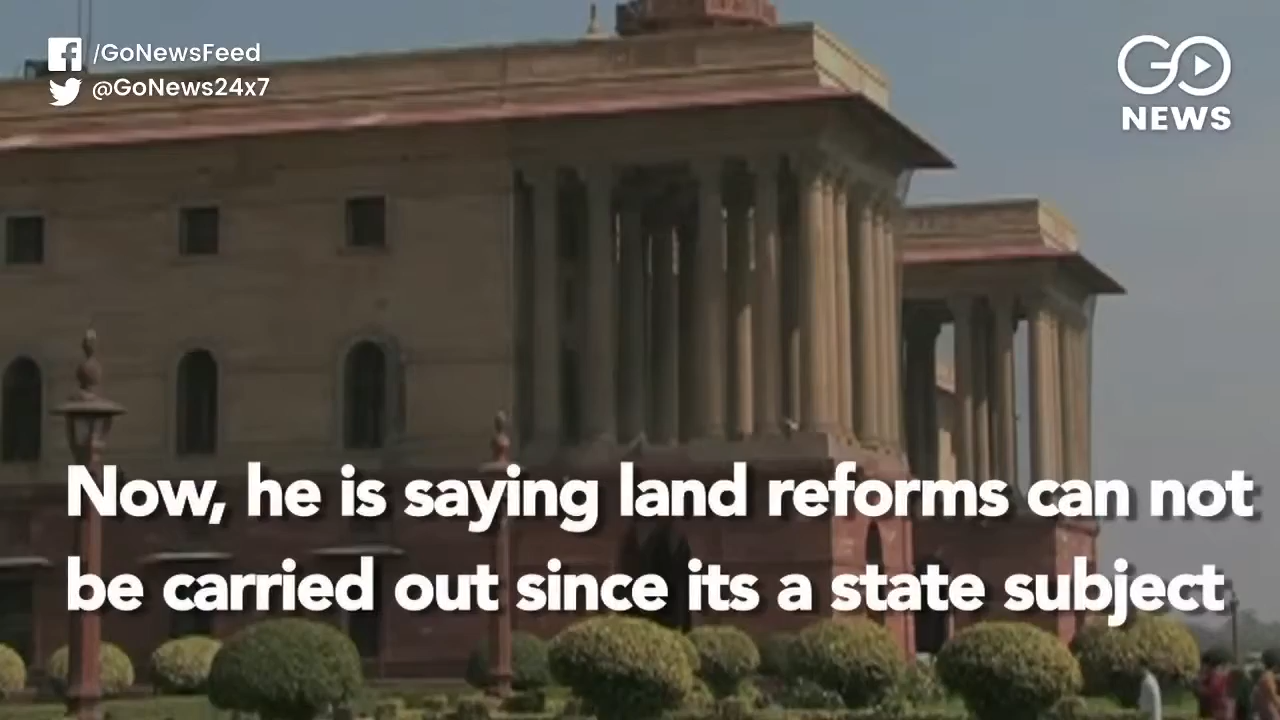 /GoNewsFeed
@GoNews24x7
GO
NEWS
Now, he is saying land reforms can not
be carried out since its a state subject